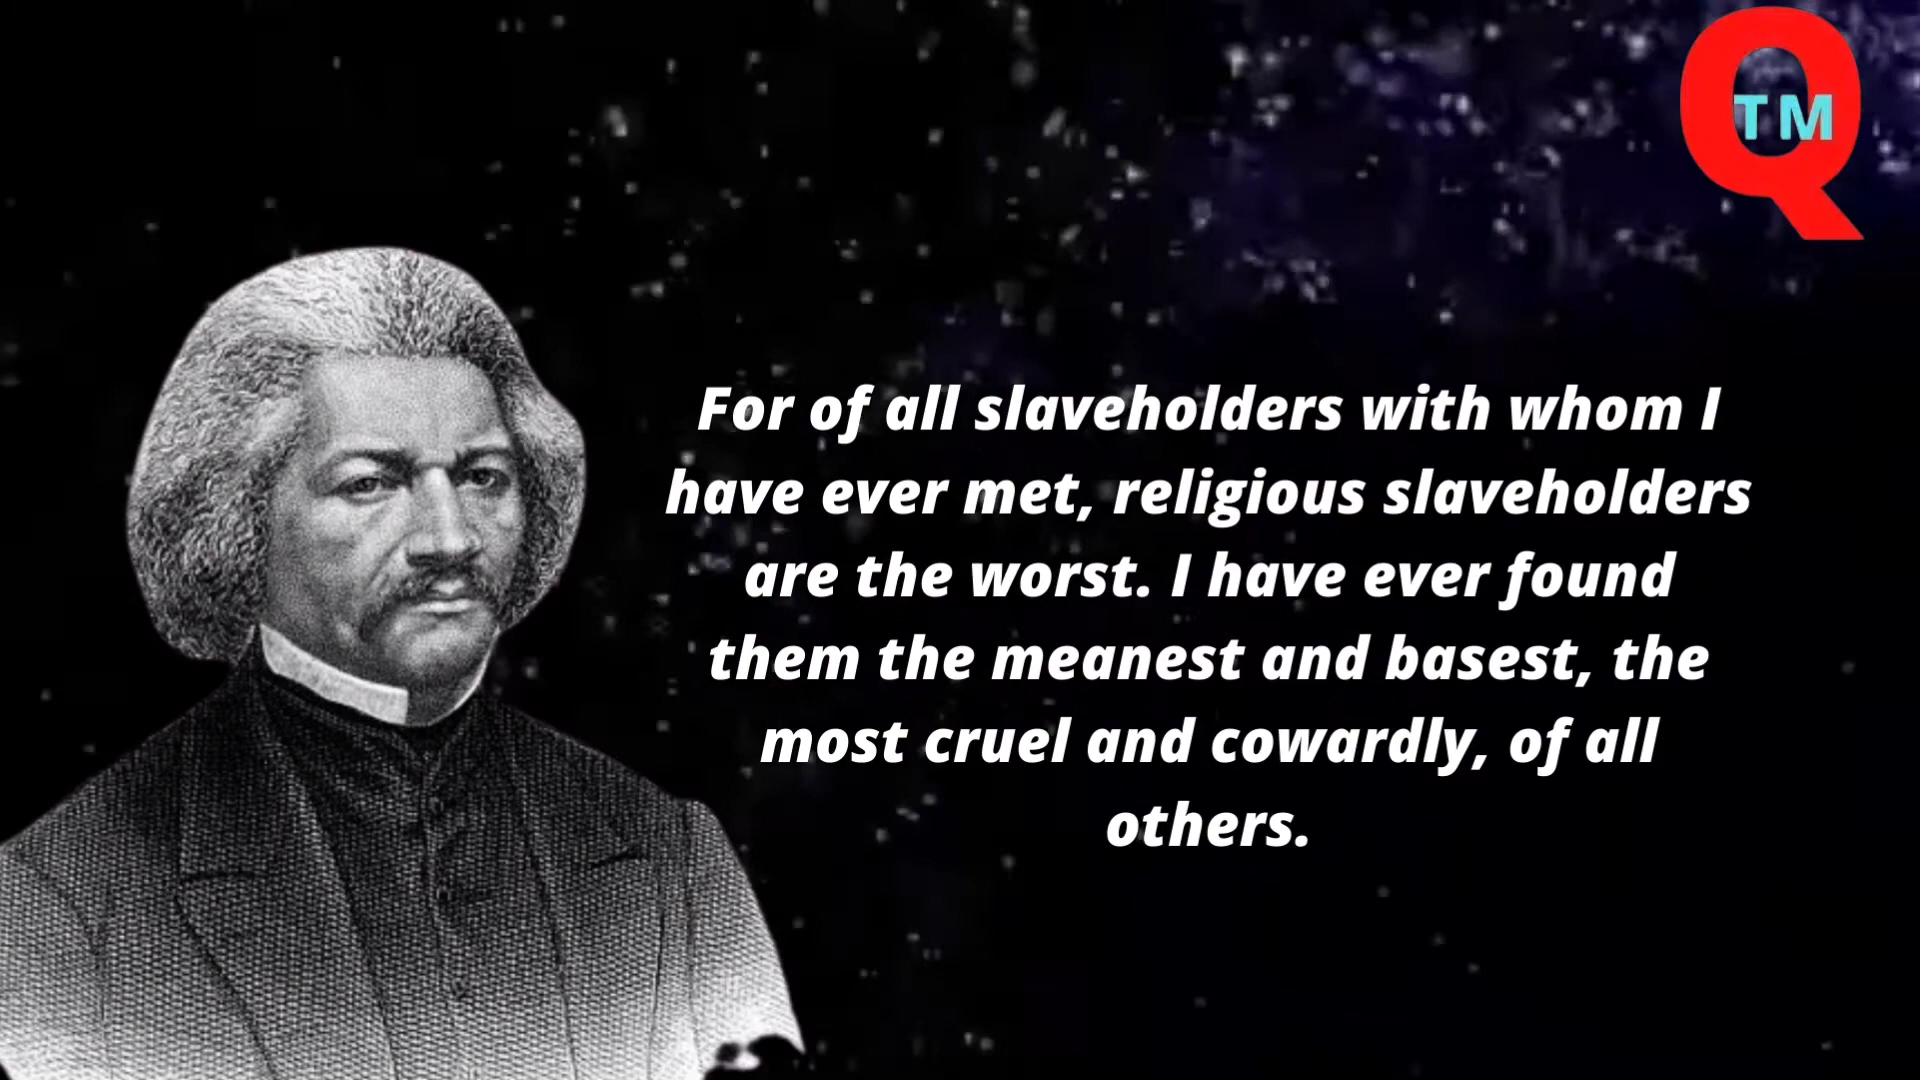 Q
TM
For of all slaveholders with whom I
have ever met, religious slaveholders
are the worst. I have ever found
them the meanest and basest, the
most cruel and cowardly, of all
others.